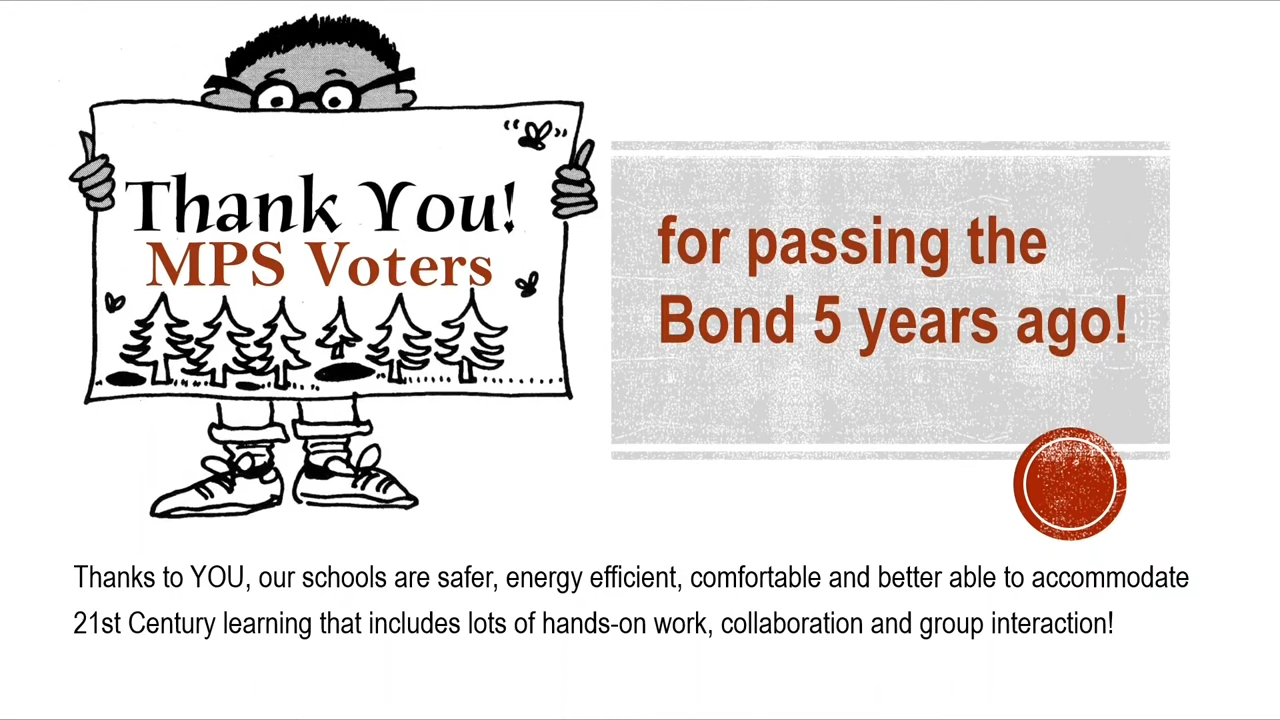 Thank You!
MPS Voters
for passing the
Bond 5 years ago!
Thanks to YOU, our schools are safer, energy efficient, comfortable and better able to accommodate
21st Century learning that includes lots of hands-on work, collaboration and group interaction!